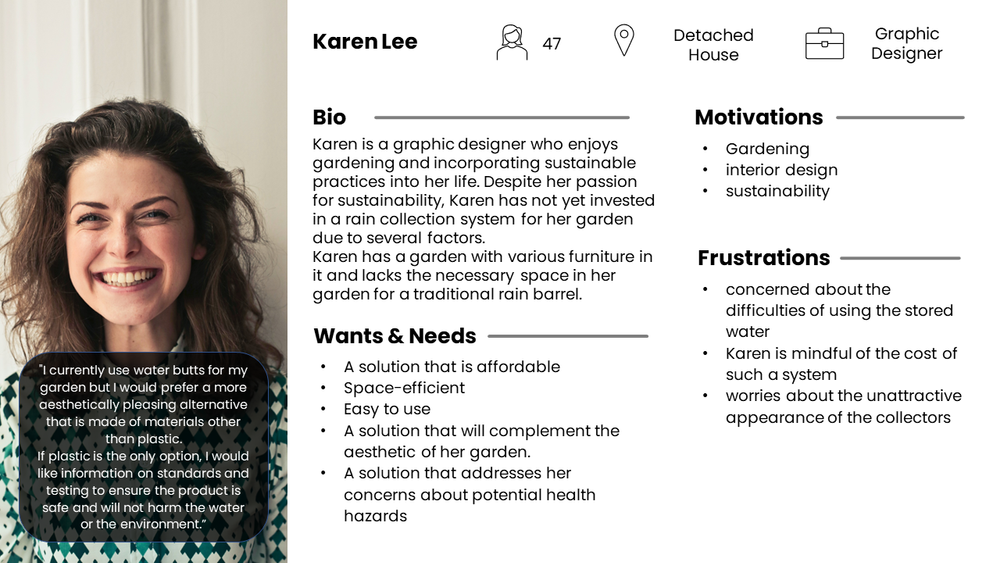 Karen Lee
47
Detached
House
Graphic
Designer
Bio
Karen is a graphic designer who enjoys
gardening and incorporating sustainable
practices into her life. Despite her passion
for sustainability, Karen has not yet invested
in a rain collection system for her garden
due to several factors.
Karen has a garden with various furniture in
it and lacks the necessary space in her
garden for a traditional rain barrel.
Wants & Needs
• A solution that is affordable
• Space-efficient
• Easy to use
• A solution that will complement the
aesthetic of her garden.
• A solution that addresses her
concerns about potential health
hazards
Motivations
• Gardening
• interior design
• sustainability
Frustrations
• concerned about the
difficulties of using the stored
water
• Karen is mindful of the cost of
such a system
• worries about the unattractive
appearance of the collectors
"I currently use water butts for my
garden but I would prefer a more
aesthetically pleasing alternative
that is made of materials other
than plastic.
If plastic is the only option, I would
like information on standards and
testing to ensure the product is
safe and will not harm the water
or the environment.”